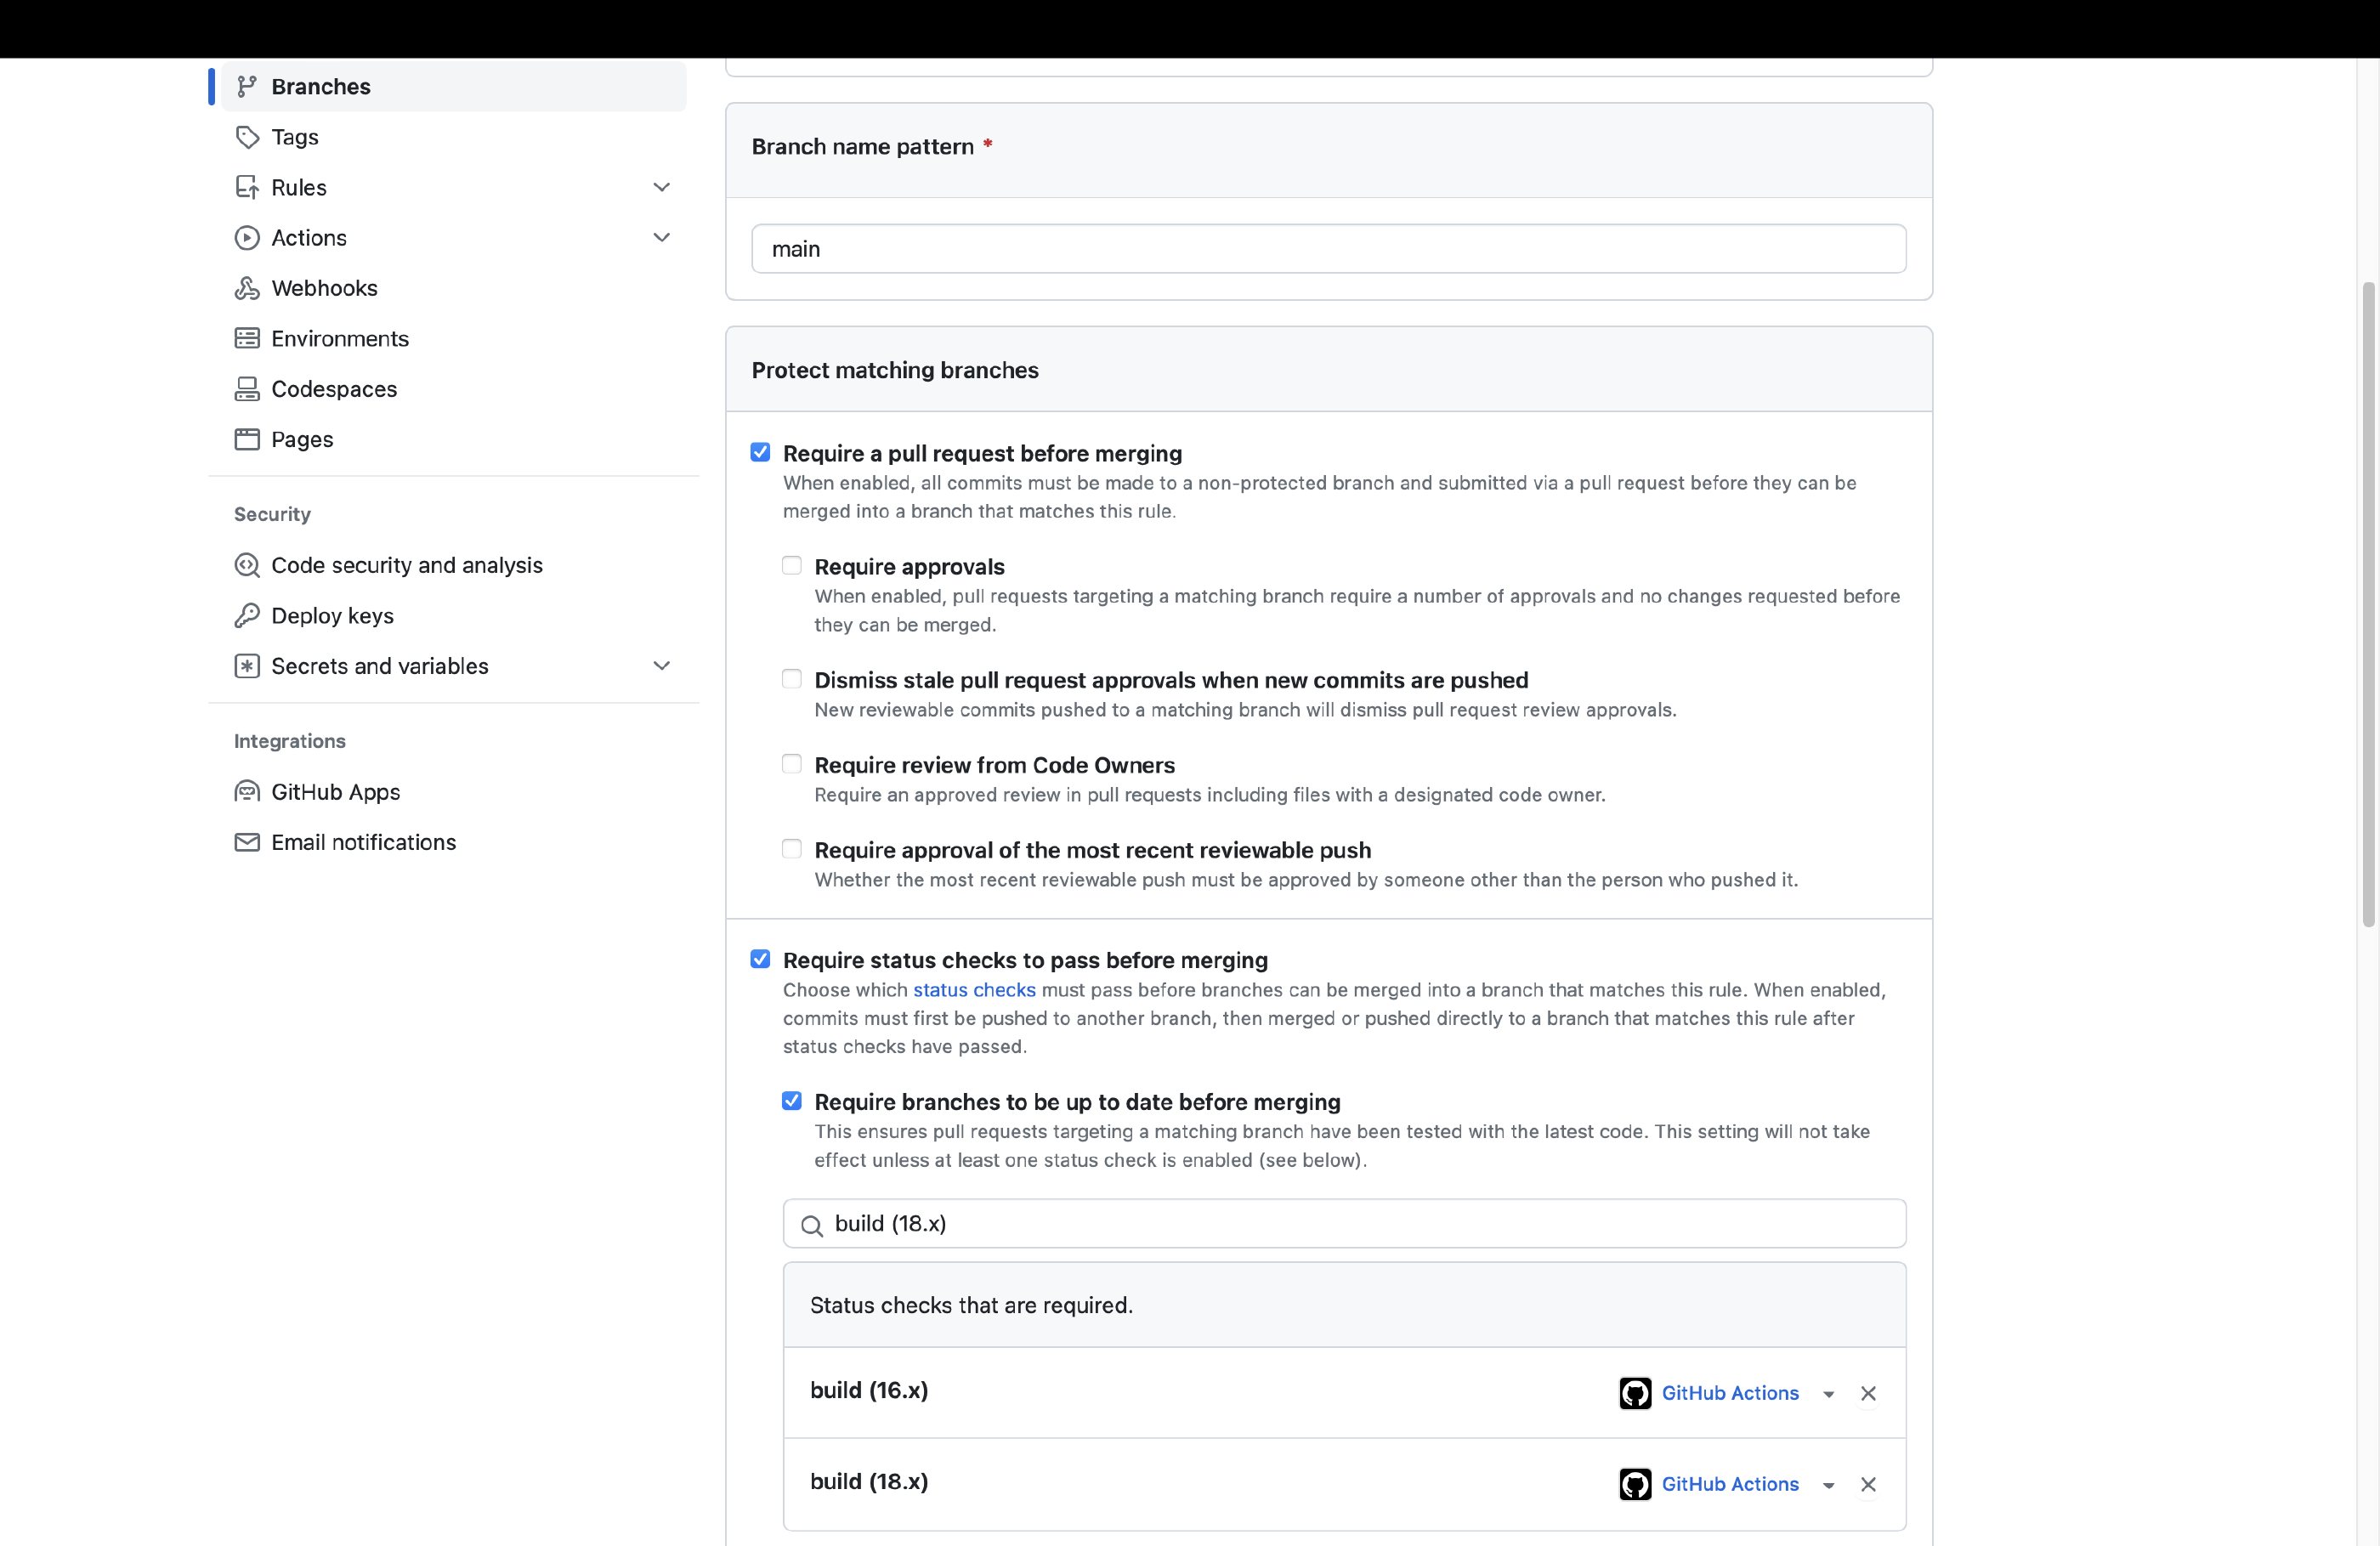 Branches
Tags
Rules
Actions
Webhooks
Environments
Codespaces
Pages
Security
Code security and analysis
Deploy keys
Secrets and variables
Integrations
GitHub Apps
Email notifications
Branch name pattern *
main
Protect matching branches
Require a pull request before merging
When enabled, all commits must be made to a non-protected branch and submitted via a pull request before they can be
merged into a branch that matches this rule.
Require approvals
When enabled, pull requests targeting a matching branch require a number of approvals and no changes requested before
they can be merged.
Dismiss stale pull request approvals when new commits are pushed
New reviewable commits pushed to a matching branch will dismiss pull request review approvals.
Require review from Code Owners
Require an approved review in pull requests including files with a designated code owner.
Require approval of the most recent reviewable push
Whether the most recent reviewable push must be approved by someone other than the person who pushed it.
Require status checks to pass before merging
Choose which status checks must pass before branches can be merged into a branch that matches this rule. When enabled,
commits must first be pushed to another branch, then merged or pushed directly to a branch that matches this rule after
status checks have passed.
Require branches to be up to date before merging
This ensures pull requests targeting a matching branch have been tested with the latest code. This setting will not take
effect unless at least one status check is enabled (see below).
build (18.x)
Status checks that are required.
build (16.x) GitHub Actions
build (18.x) GitHub Actions